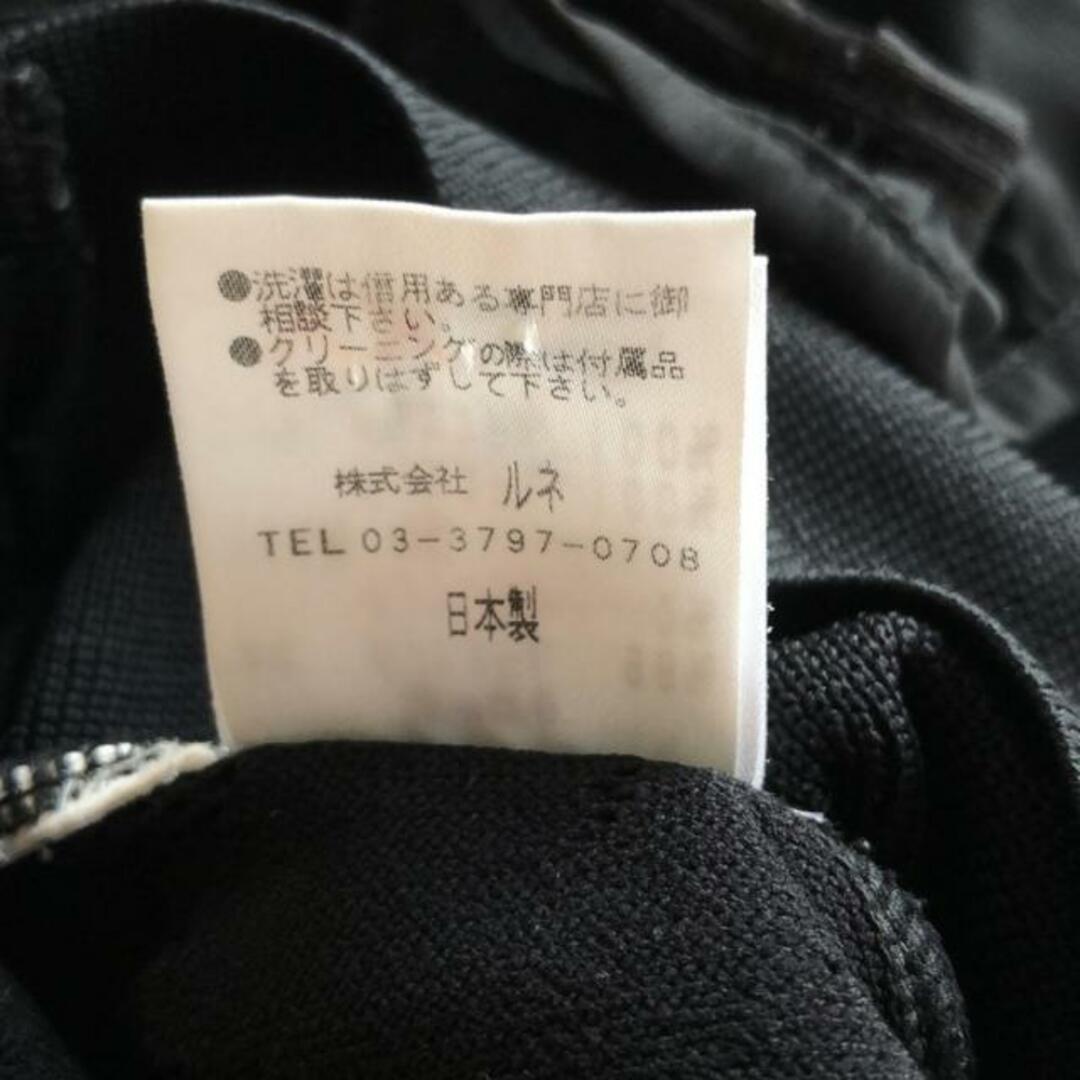 ●洗濯は信用ある専門店に御
相談下さい。
●クリーニングの際は付属品
を取りはずして下さい。
株式会社 ルネ
TEL 03-3797-0708
日本製